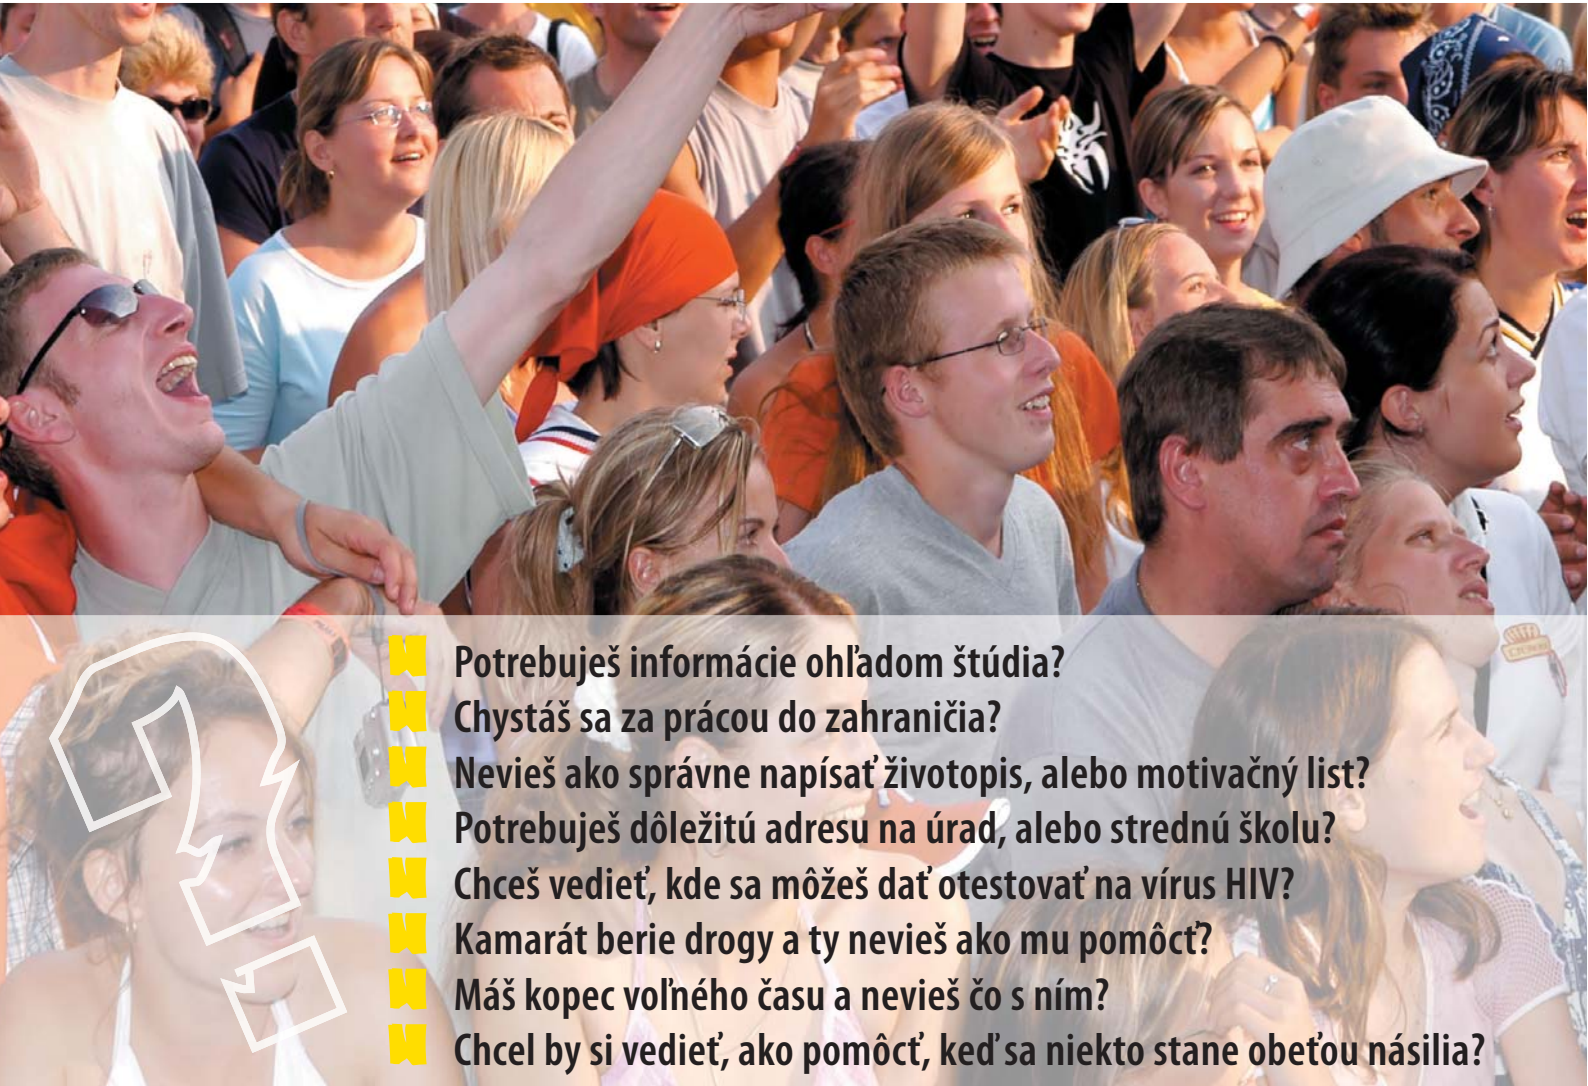 Potrebuješ informácie ohľadom štúdia?
Chystáš sa za prácou do zahraničia?
Nevieš ako správne napísať životopis, alebo motivačný list?
Potrebuješ dôležitú adresu na úrad, alebo strednú školu?
Chceš vedieť, kde sa môžeš dať otestovať na vírus HIV?
Kamarát berie drogy a ty nevieš ako mu pomôcť?
Máš kopec voľného času a nevieš čo s ním?
Chcel by si vedieť, ako pomôcť, keď sa niekto stane obeťou násilia?